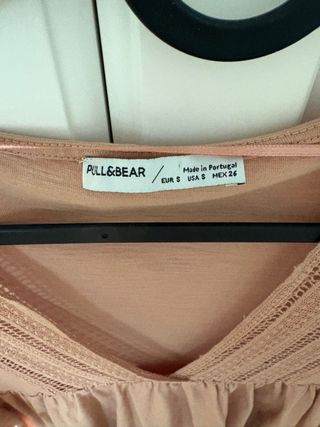 PULL&BEAR / Made in Portugal
EUR S USA S MEX 26